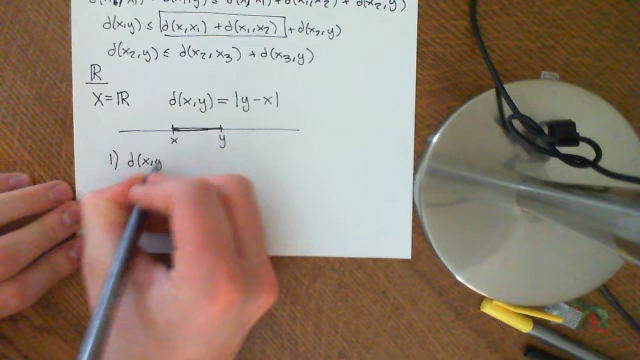 d(x,y) ≤ d(x,x₁) + d(x₁,x₂) + d(x₂,y)
d(x₂,y) ≤ d(x₂,x₃) + d(x₃,y)
ℝ
X = ℝ d(x,y) = |y-x|
x y
1) d(x,y